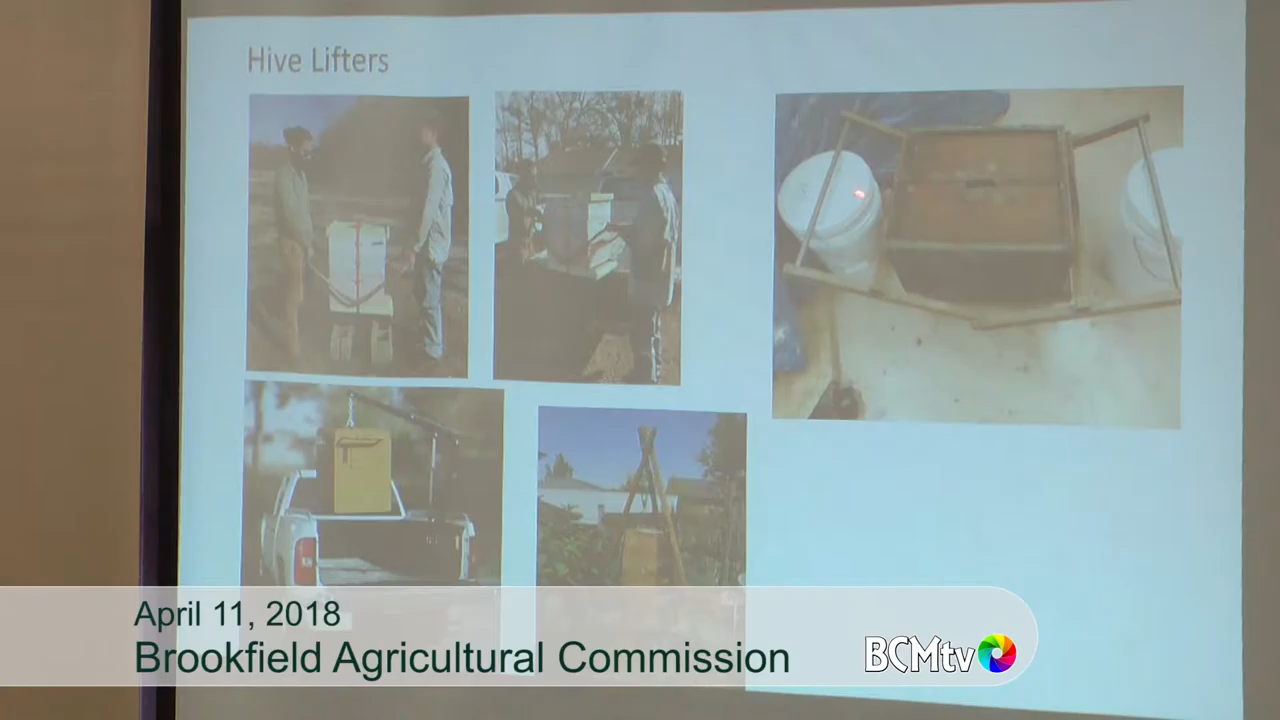 Hive Lifters
April 11, 2018
Brookfield Agricultural Commission
BCMtv